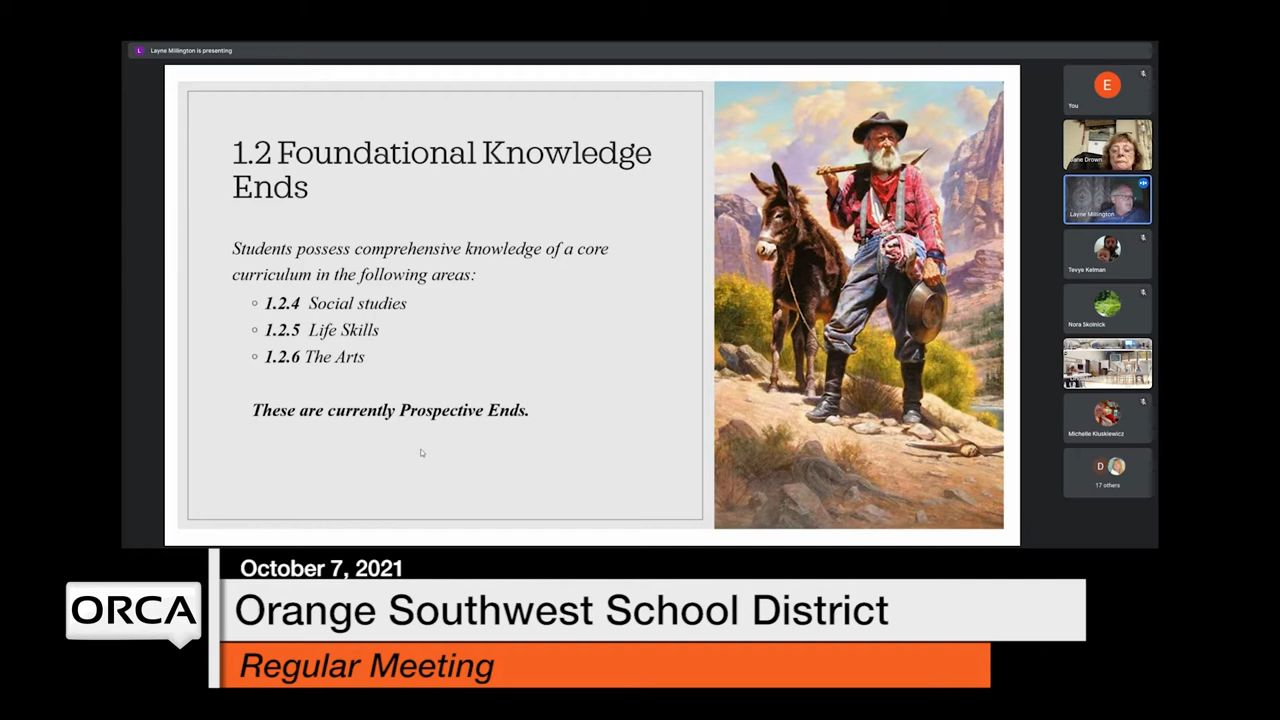 L
Layne Millington is presenting
1.2 Foundational Knowledge
Ends
Students possess comprehensive knowledge of a core
curriculum in the following areas:
1.2.4 Social studies
1.2.5 Life Skills
1.2.6 The Arts
These are currently Prospective Ends.
E
You
Jane Drown
Layne Millington
Tevya Kelman
Nora Skolnick
Michelle Kluskiewicz
D
17 others
October 7, 2021
ORCA
Orange Southwest School District
Regular Meeting